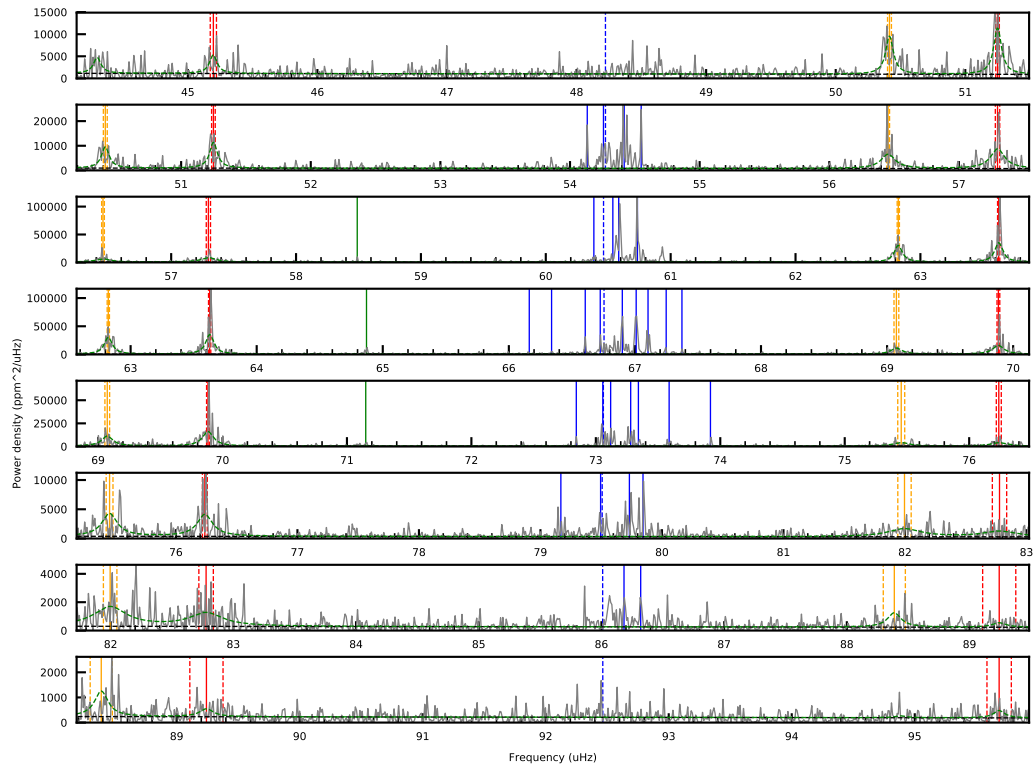 15000
10000
5000
0
45 46 47 48 49 50 51
20000
10000
0
51 52 53 54 55 56 57
100000
50000
0
57 58 59 60 61 62 63
100000
50000
0
63 64 65 66 67 68 69 70
50000
0
69 70 71 72 73 74 75 76
10000
5000
0
76 77 78 79 80 81 82 83
4000
2000
0
82 83 84 85 86 87 88 89
2000
1000
0
89 90 91 92 93 94 95
Power density (ppm^2/(uHz)
Frequency (uHz)